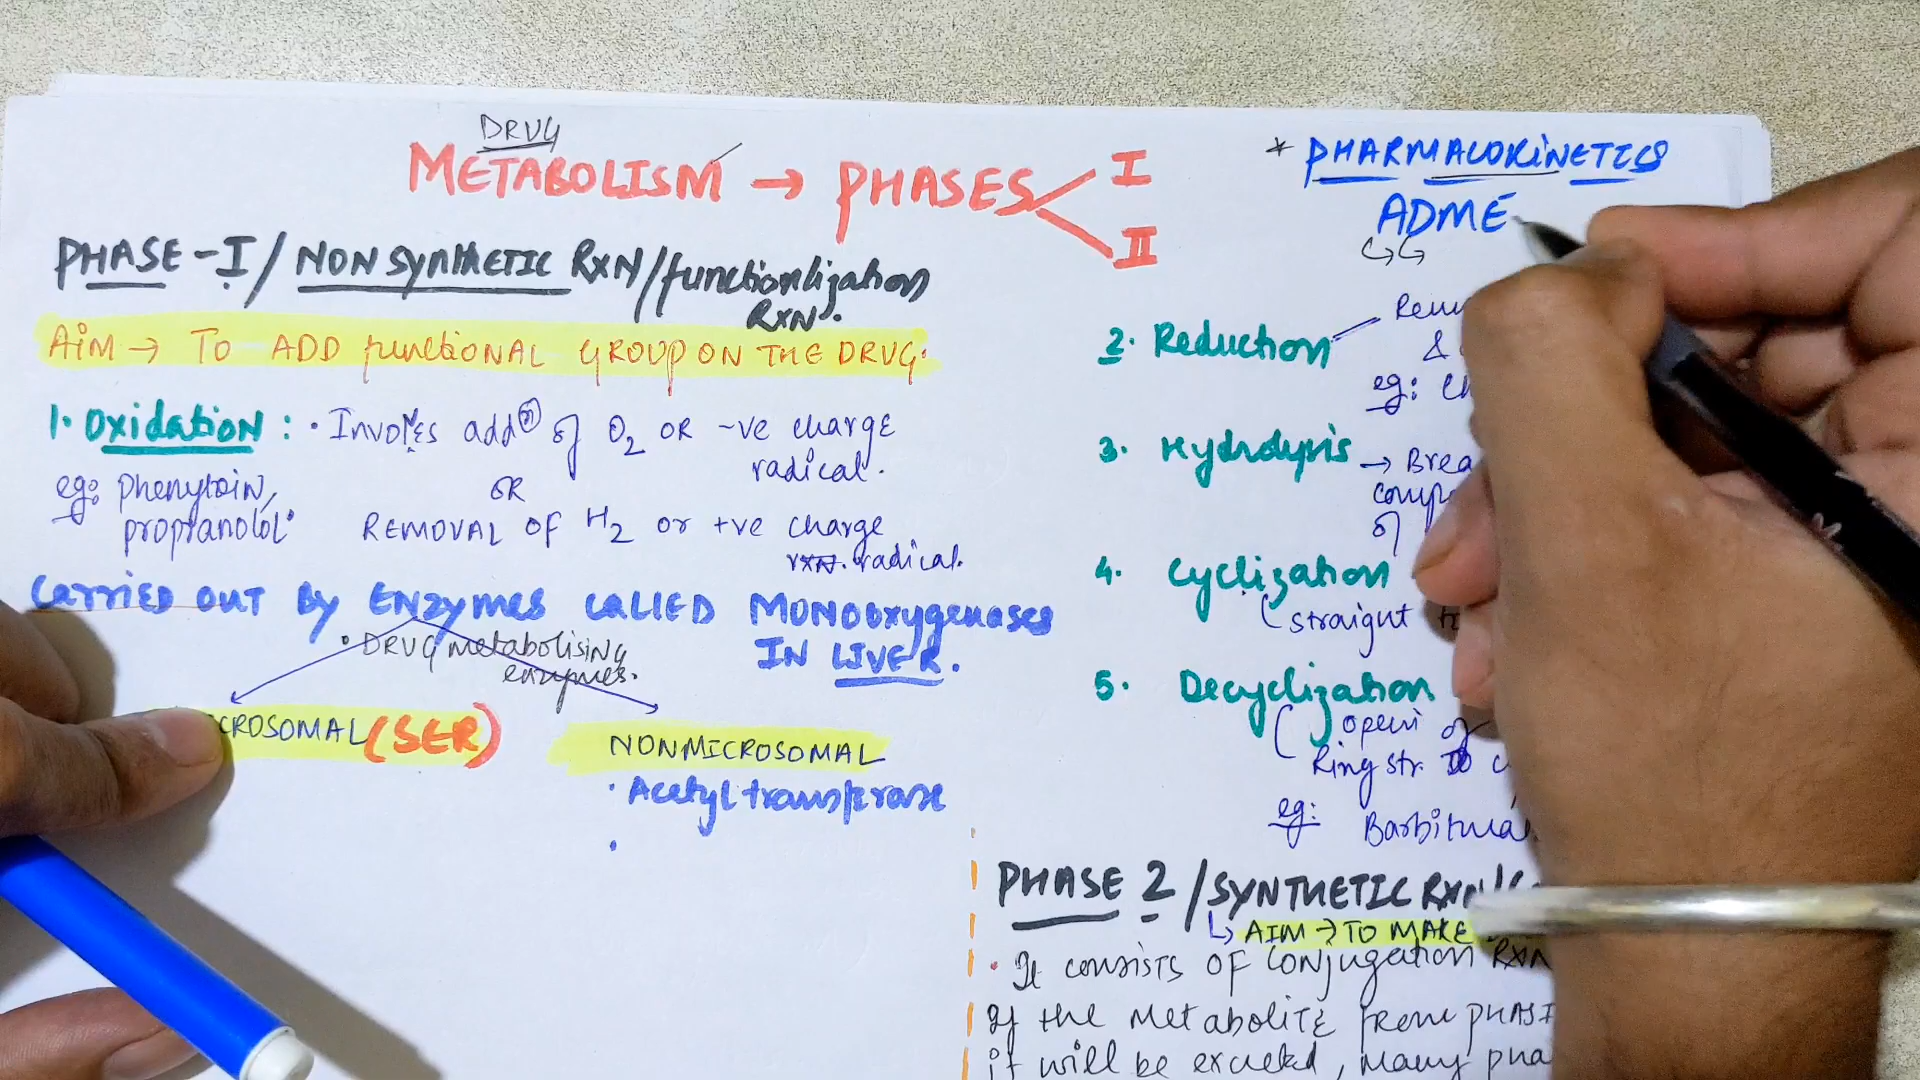 DRUG
METABOLISM → PHASES < I
II
PHASE-I / NON SYNTHETIC RXN/functionlization
RXN.
AIM → TO ADD functional GROUP ON THE DRUG.
1. Oxidation : • Involves add(n) of O2 OR -ve charge
radical.
eg: phenytoin,
propranolol.
OR
REMOVAL OF H2 or +ve charge
radical.
CARRIED OUT By ENZYMES CALLED MONOOxygenases
IN LIVER.
• DRUG metabolising
enzymes.
CROSOMAL (SER)
NONMICROSOMAL
• Acetyl transferase
•
* PHARMACOKINETICS
ADME
2. Reduction
&
eg: Ch
3. Hydrolysis → Brea
comp
of
4. Cyclization
straight
5. Decyclization
openi of
Ring str. to
eg: Barbitura
PHASE 2 / SYNTHETIC RXN/
↳ AIM → TO MAKE
• It consists OF conjugation RXN
If the Metabolite from PHASE
it will be excreted, Many pha